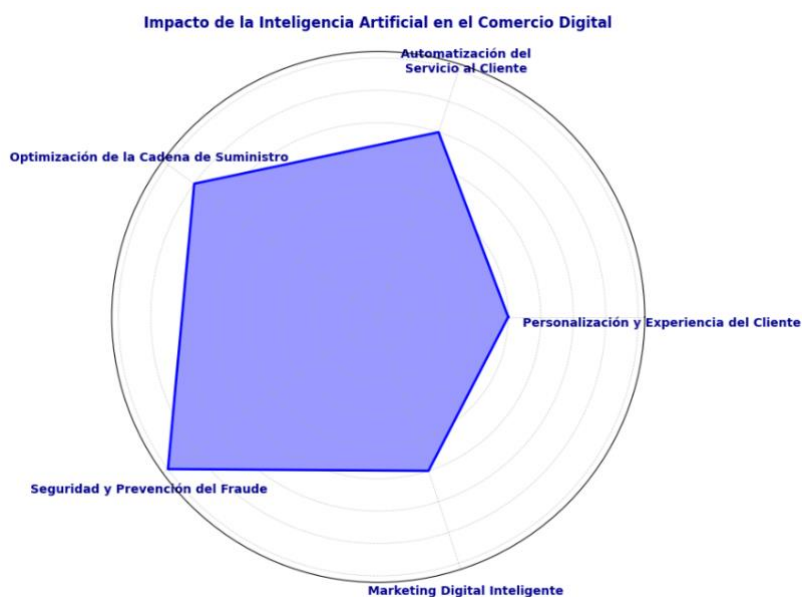 Impacto de la Inteligencia Artificial en el Comercio Digital
Automatización del
Servicio al Cliente
Optimización de la Cadena de Suministro
Personalización y Experiencia del Cliente
Seguridad y Prevención del Fraude
Marketing Digital Inteligente